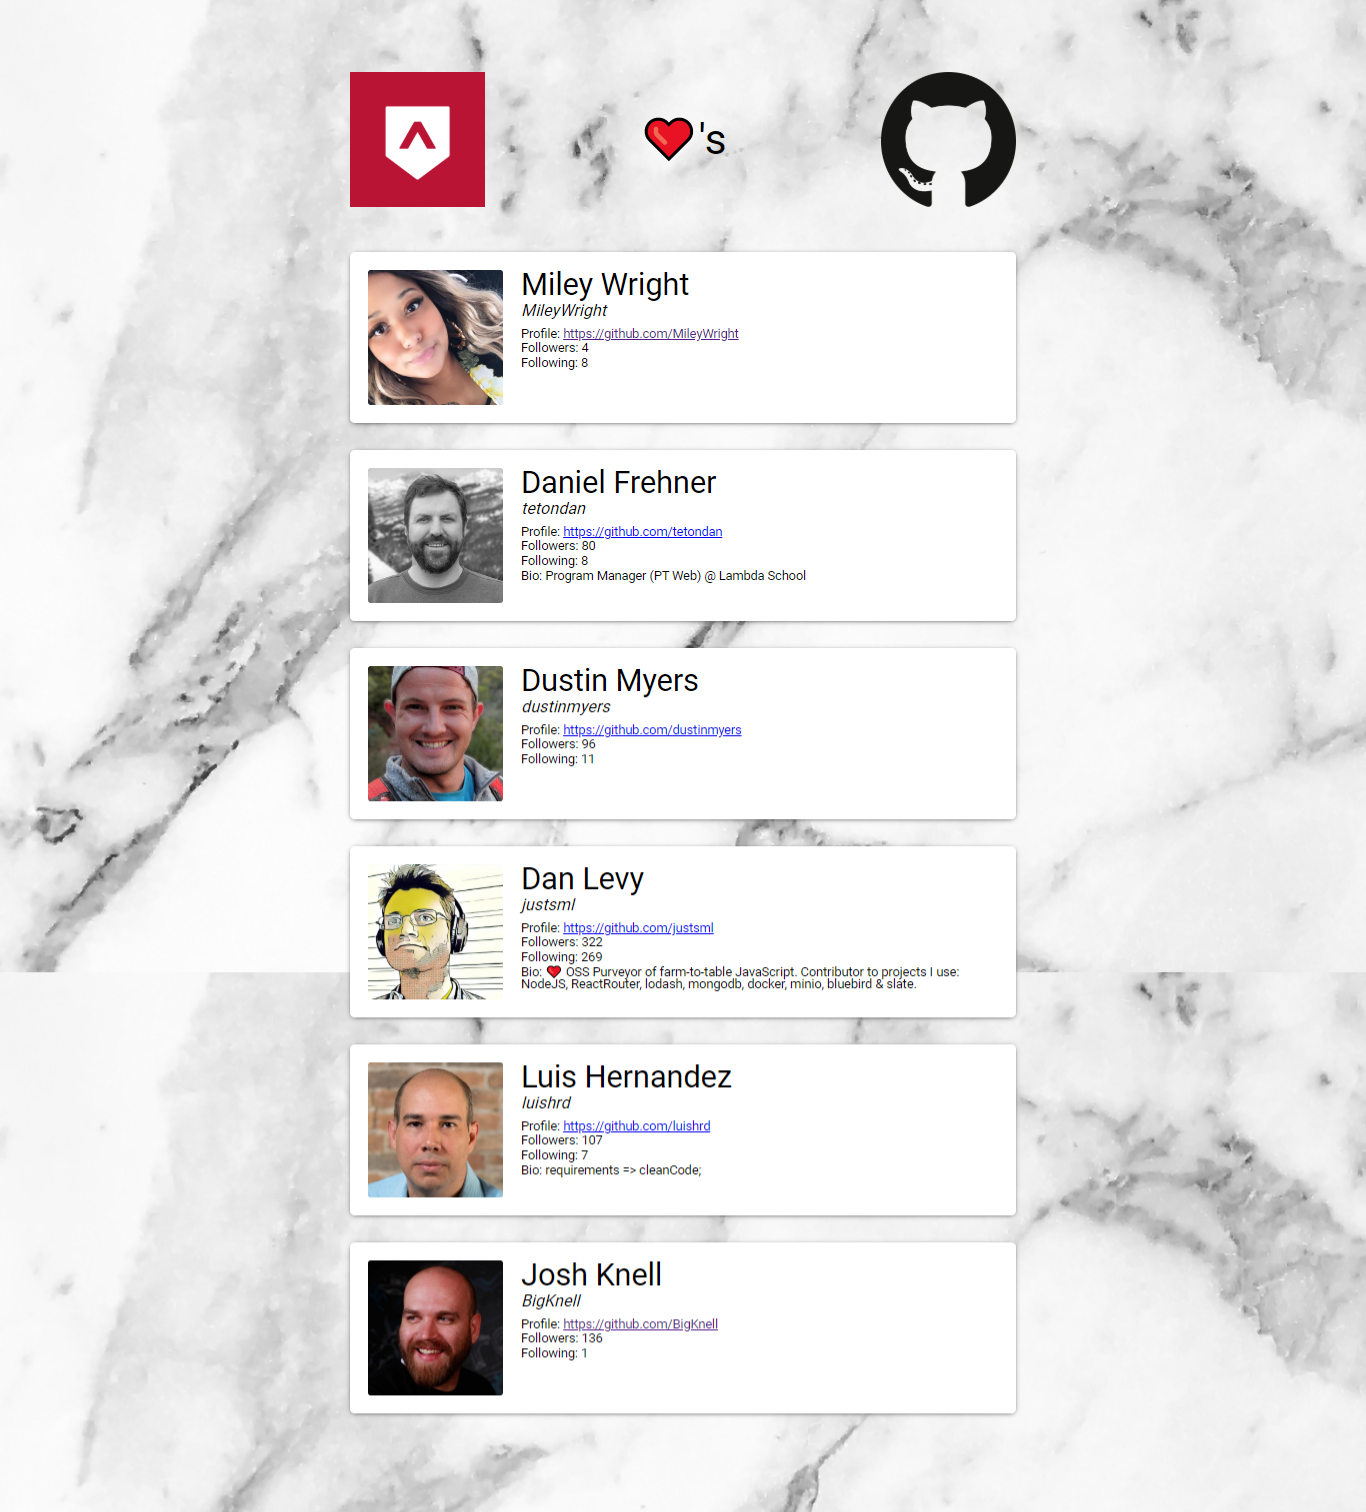 ❤️'s
Miley Wright
MileyWright
Profile: https://github.com/MileyWright
Followers: 4
Following: 8
Daniel Frehner
tetondan
Profile: https://github.com/tetondan
Followers: 80
Following: 8
Bio: Program Manager (PT Web) @ Lambda School
Dustin Myers
dustinmyers
Profile: https://github.com/dustinmyers
Followers: 96
Following: 11
Dan Levy
justsml
Profile: https://github.com/justsml
Followers: 322
Following: 269
Bio: ❤️ OSS Purveyor of farm-to-table JavaScript. Contributor to projects I use:
NodeJS, ReactRouter, lodash, mongodb, docker, minio, bluebird & slate.
Luis Hernandez
luishrd
Profile: https://github.com/luishrd
Followers: 107
Following: 7
Bio: requirements => cleanCode;
Josh Knell
BigKnell
Profile: https://github.com/BigKnell
Followers: 136
Following: 1